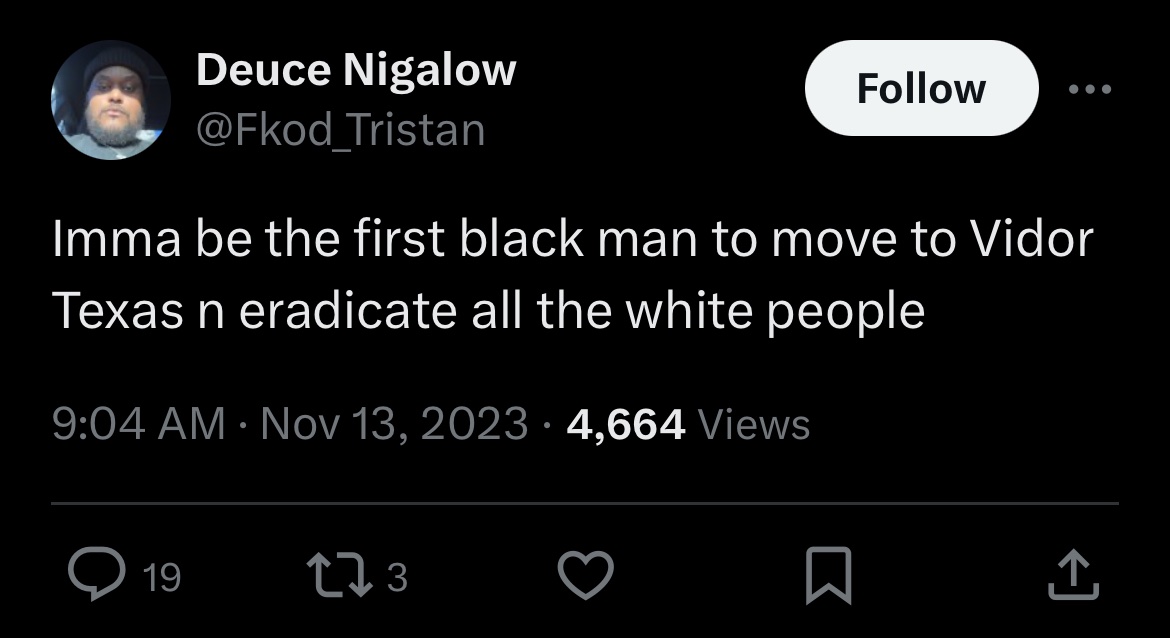 Deuce Nigalow
@Fkod_Tristan
Follow
Imma be the first black man to move to Vidor
Texas n eradicate all the white people
9:04 AM · Nov 13, 2023 · 4,664 Views
19
3